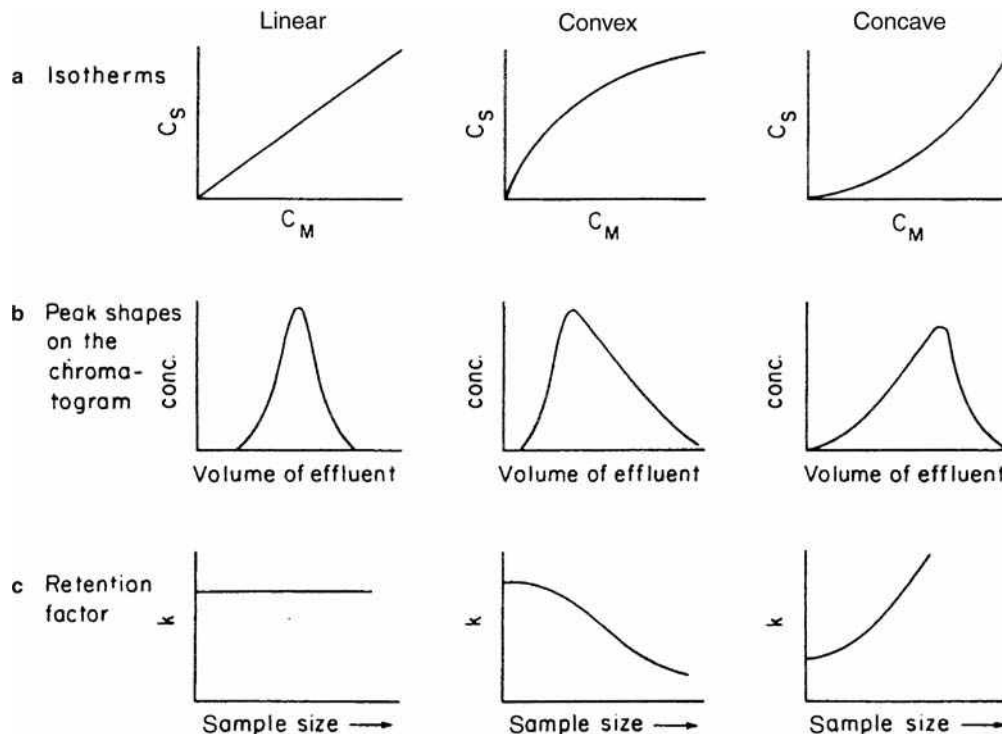 Linear Convex Concave
a Isotherms
C_S C_S C_S
C_M C_M C_M
b Peak shapes
on the
chroma-
togram
conc. conc. conc.
Volume of effluent Volume of effluent Volume of effluent
c Retention
factor
k k k
Sample size → Sample size → Sample size →